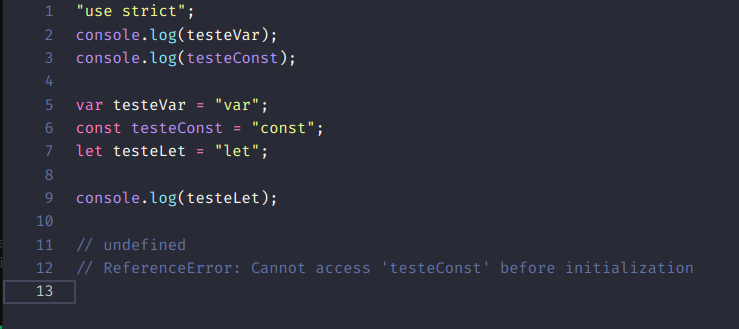 1 "use strict";
2 console.log(testeVar);
3 console.log(testeConst);
4
5 var testeVar = "var";
6 const testeConst = "const";
7 let testeLet = "let";
8
9 console.log(testeLet);
10
11 // undefined
12 // ReferenceError: Cannot access 'testeConst' before initialization
13